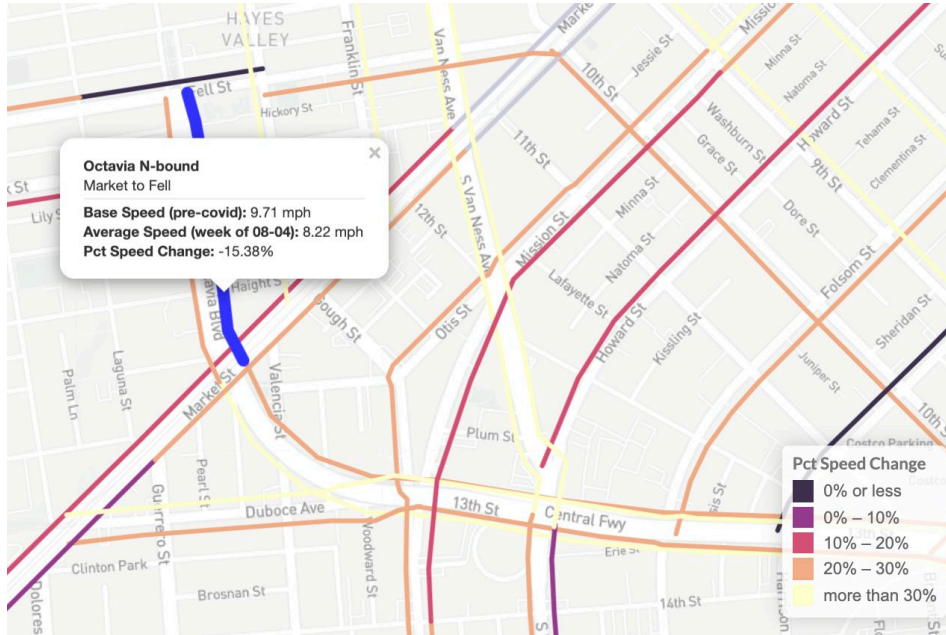 HAYES
VALLEY
Franklin St
Van Ness Ave
Market
Mission
Minna St
Natoma St
Jessie St
10th St
Fell St
Hickory St
11th St
Washburn St
Grace St
Howard St
9th St
Tehama St
Clementina St
Octavia N-bound
Market to Fell
Base Speed (pre-covid): 9.71 mph
Average Speed (week of 08-04): 8.22 mph
Pct Speed Change: -15.38%
×
Lily St
12th St
S Van Ness Ave
Mission St
Minna St
Natoma St
Lafayette St
Dore St
Folsom St
Sheridan St
Haight St
Otis St
Howard St
Kissling St
Juniper St
10th St
Palm Ln
Laguna St
Market St
Valencia St
Plum St
Costco Parking
Pearl St
Guerrero St
Duboce Ave
13th St
Central Fwy
Woodward St
Erie St
Clinton Park
Brosnan St
14th St
Dolores
Pct Speed Change
0% or less
0% – 10%
10% – 20%
20% – 30%
more than 30%